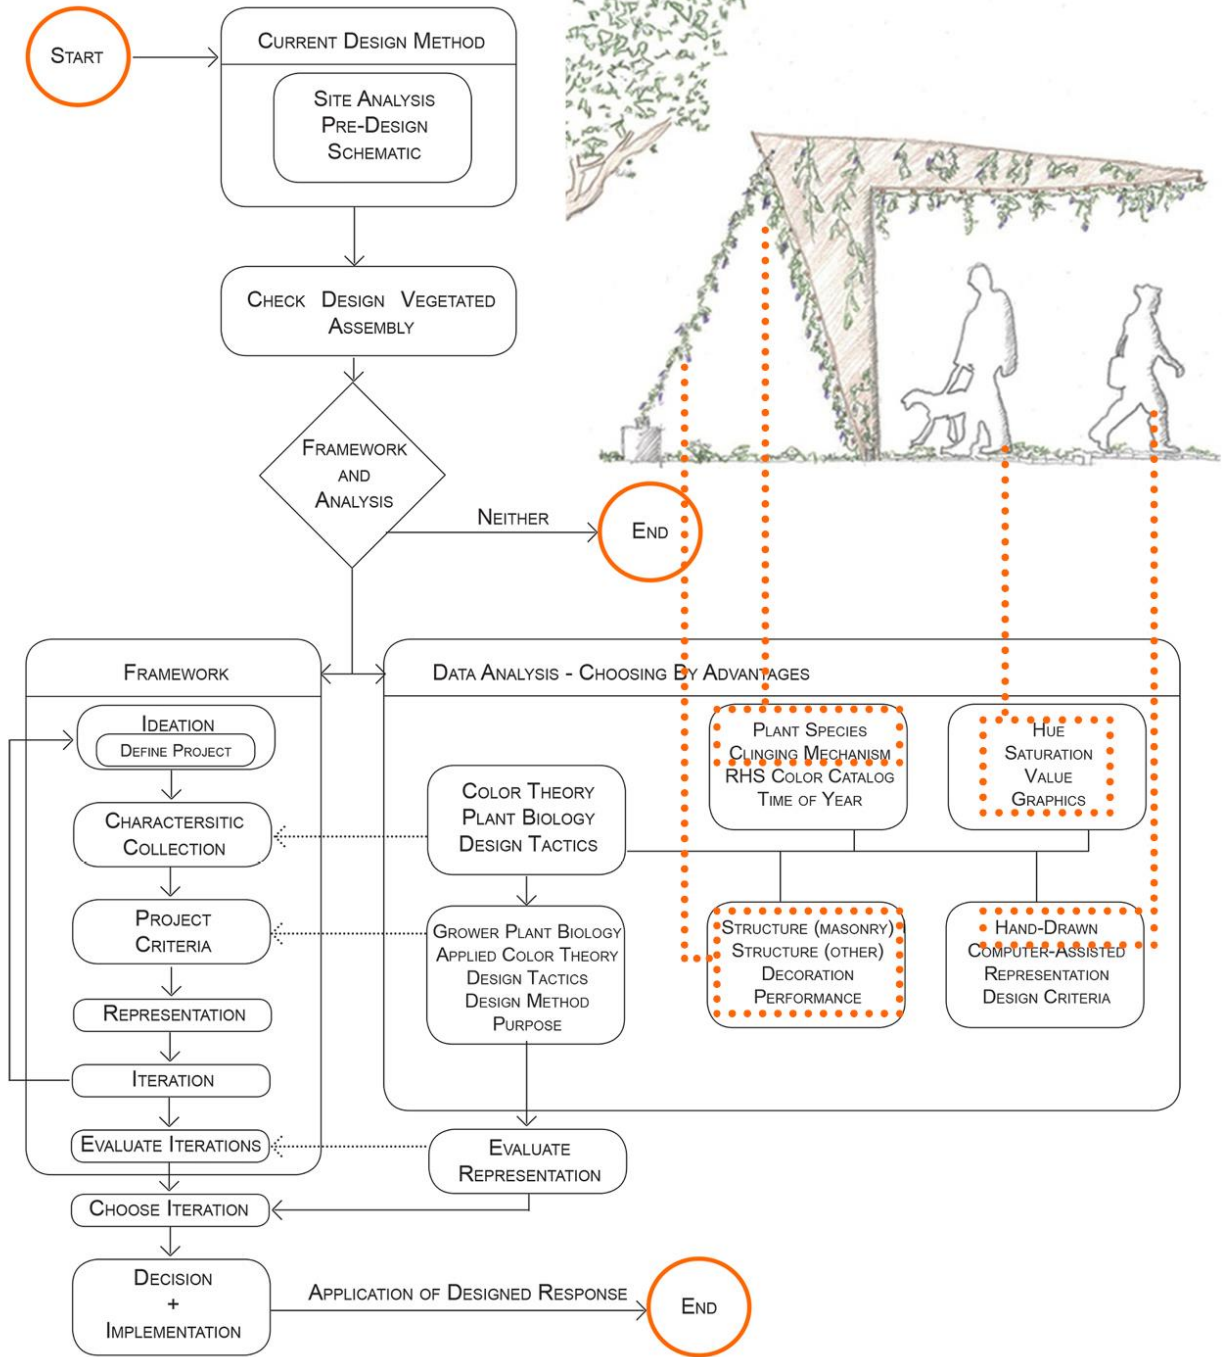 START
CURRENT DESIGN METHOD
SITE ANALYSIS
PRE-DESIGN
SCHEMATIC
CHECK DESIGN VEGETATED
ASSEMBLY
FRAMEWORK
AND
ANALYSIS
NEITHER
END
FRAMEWORK
IDEATION
DEFINE PROJECT
CHARACTERSITIC
COLLECTION
PROJECT
CRITERIA
REPRESENTATION
ITERATION
EVALUATE ITERATIONS
CHOOSE ITERATION
DECISION
+
IMPLEMENTATION
DATA ANALYSIS - CHOOSING BY ADVANTAGES
COLOR THEORY
PLANT BIOLOGY
DESIGN TACTICS
GROWER PLANT BIOLOGY
APPLIED COLOR THEORY
DESIGN TACTICS
DESIGN METHOD
PURPOSE
EVALUATE
REPRESENTATION
PLANT SPECIES
CLINGING MECHANISM
RHS COLOR CATALOG
TIME OF YEAR
HUE
SATURATION
VALUE
GRAPHICS
STRUCTURE (MASONRY)
STRUCTURE (OTHER)
DECORATION
PERFORMANCE
HAND-DRAWN
COMPUTER-ASSISTED
REPRESENTATION
DESIGN CRITERIA
APPLICATION OF DESIGNED RESPONSE
END